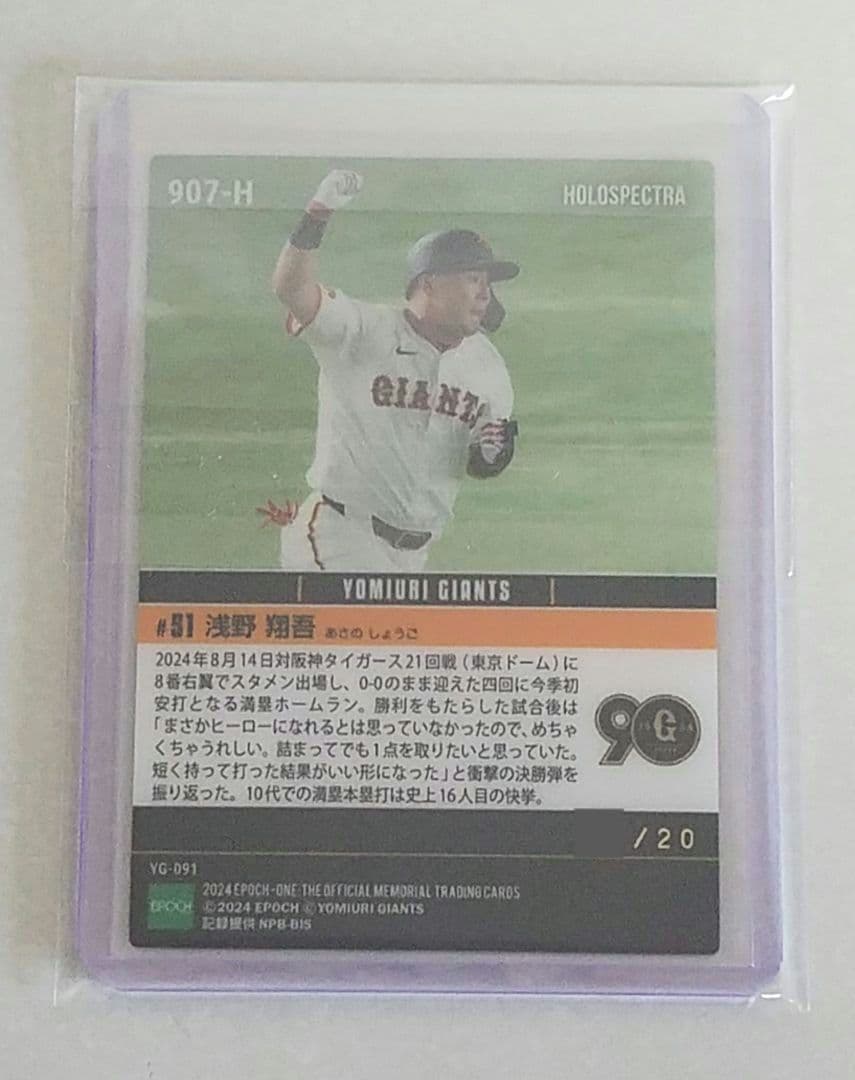 907-H
HOLOSPECTRA
GIANTS
YOMIURI GIANTS
#51 浅野 翔吾 あさの しょうご
2024年8月14日対阪神タイガース21回戦(東京ドーム)に
8番右翼でスタメン出場し、0-0のまま迎えた四回に今季初
安打となる満塁ホームラン。勝利をもたらした試合後は
「まさかヒーローになれるとは思っていなかったので、めちゃ
くちゃうれしい。詰まってでも1点を取りたいと思っていた。
短く持って打った結果がいい形になった」と衝撃の決勝弾を
振り返った。10代での満塁本塁打は史上16人目の快挙。
90
G
/20
YG-091
EPOCH
2024 EPOCH-ONE THE OFFICIAL MEMORIAL TRADING CARDS
©2024 EPOCH ©YOMIURI GIANTS
記録提供 NPB-BIS